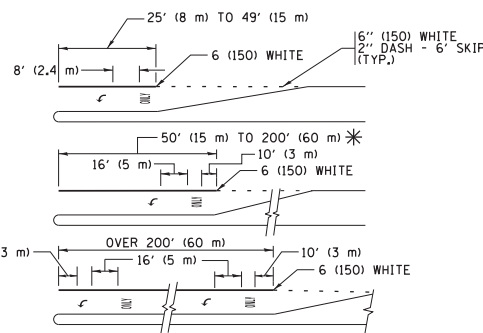 25' (8 m) TO 49' (15 m)
6 (150) WHITE
6" (150) WHITE
2" DASH - 6' SKIP
(TYP.)
8' (2.4 m)
ONLY
50' (15 m) TO 200' (60 m) *
16' (5 m)
10' (3 m)
6 (150) WHITE
ONLY
OVER 200' (60 m)
3 m)
16' (5 m)
10' (3 m)
6 (150) WHITE
ONLY
ONLY